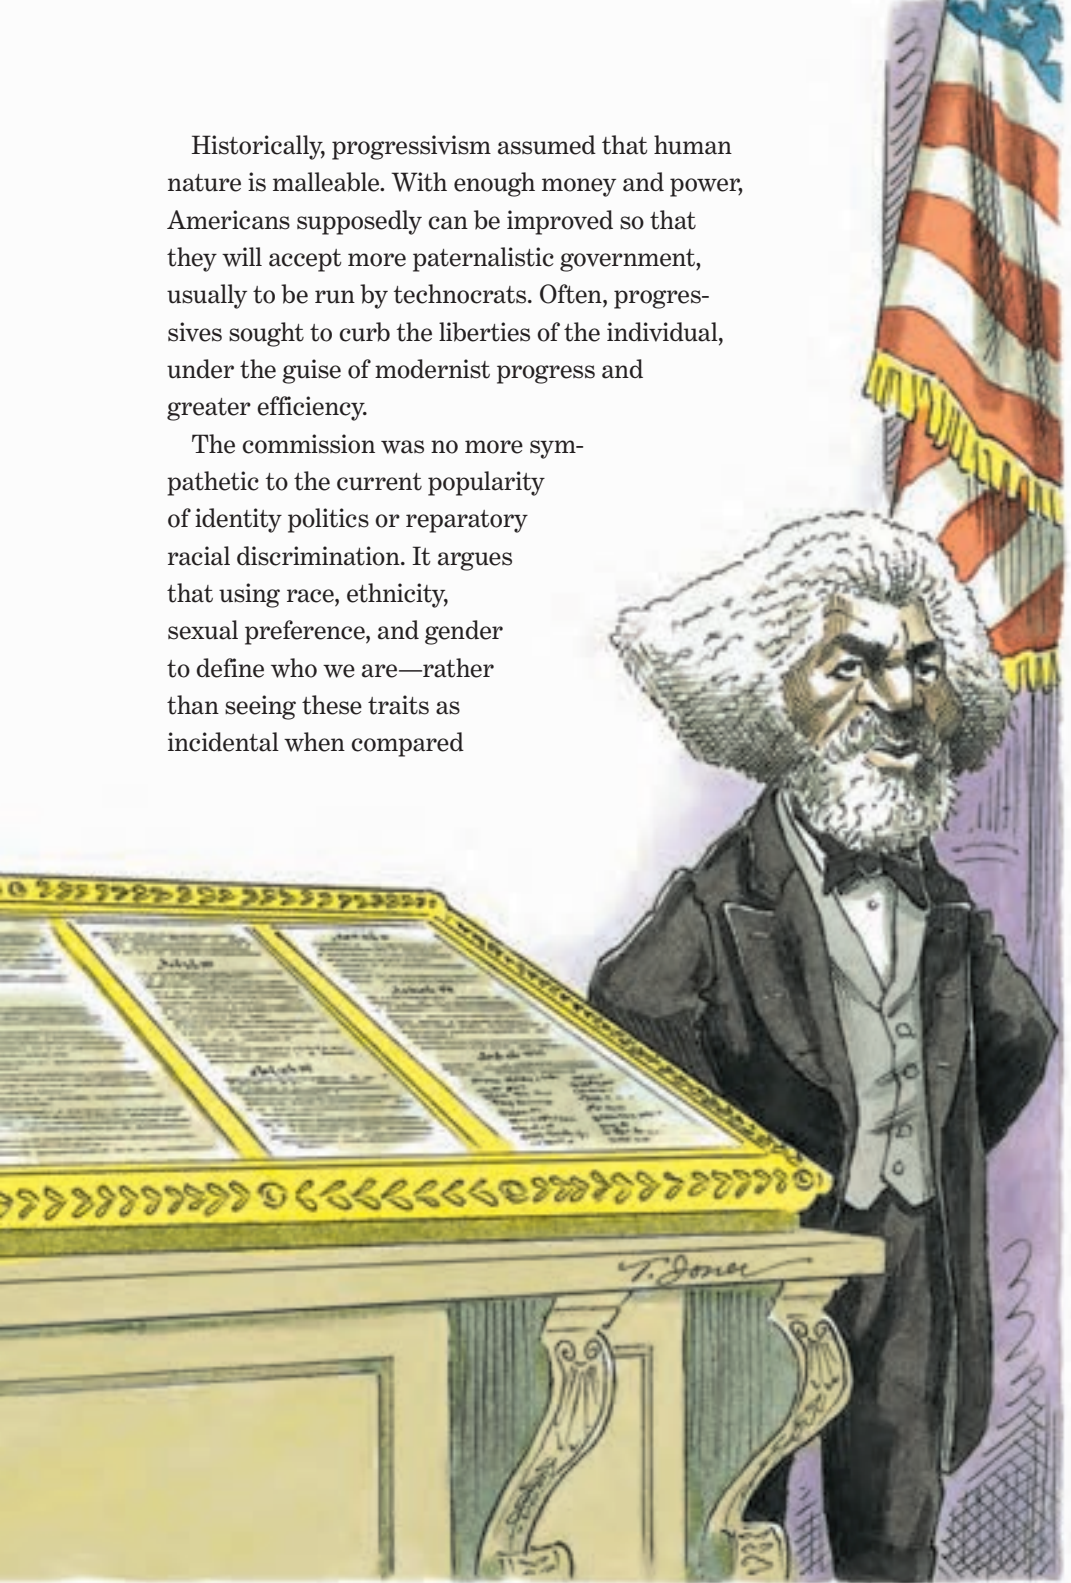 Historically, progressivism assumed that human
nature is malleable. With enough money and power,
Americans supposedly can be improved so that
they will accept more paternalistic government,
usually to be run by technocrats. Often, progres-
sives sought to curb the liberties of the individual,
under the guise of modernist progress and
greater efficiency.
The commission was no more sym-
pathetic to the current popularity
of identity politics or reparatory
racial discrimination. It argues
that using race, ethnicity,
sexual preference, and gender
to define who we are—rather
than seeing these traits as
incidental when compared
T. Jones